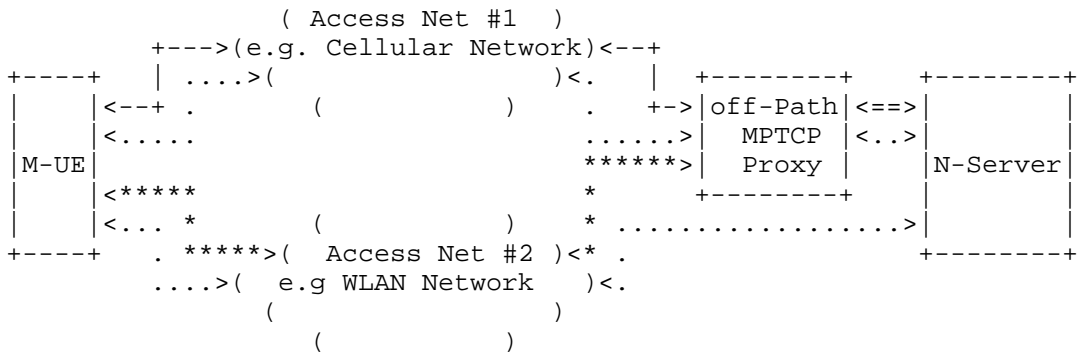 ( Access Net #1 )
+--->(e.g. Cellular Network)<--+
+----+ | ....>( )<. | +--------+ +--------+
| |<--+ . ( ) . +->|off-Path|<==>| |
| |<..... ......>| MPTCP |<..>| |
|M-UE| ******>| Proxy | |N-Server|
| |<***** * +--------+ | |
| |<... * ( ) * ...................>| |
+----+ . *****>( Access Net #2 )<* . +--------+
....>( e.g WLAN Network )<.
( )
( )